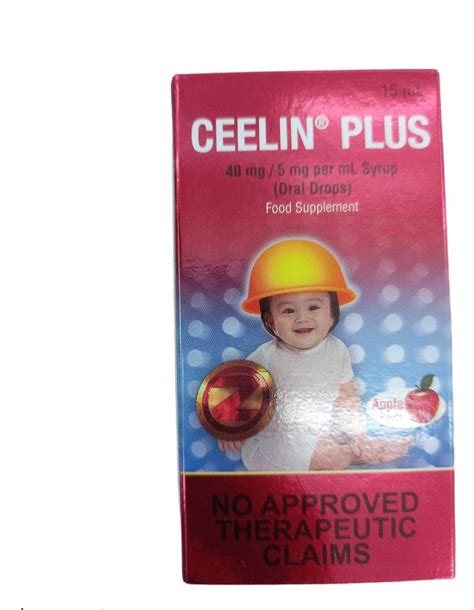 15 mL
CEELIN® PLUS
40 mg / 5 mg per mL Syrup
(Oral Drops)
Food Supplement
Z
Apple
NO APPROVED
THERAPEUTIC
CLAIMS